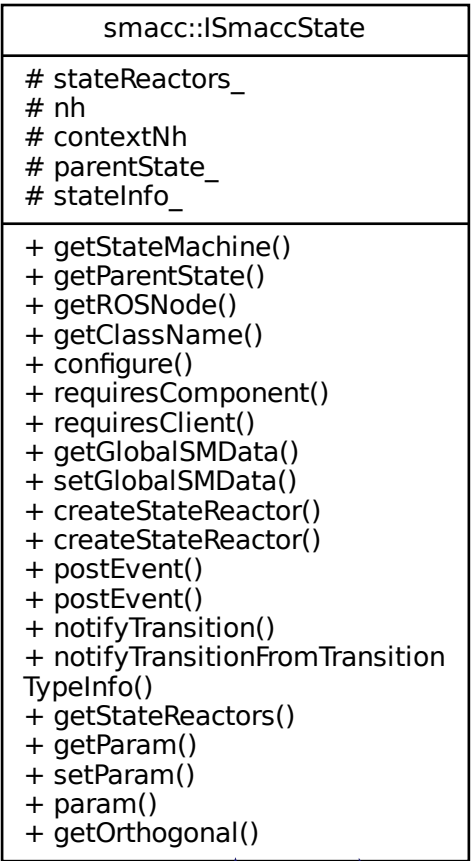 smacc::ISmaccState
# stateReactors_
# nh
# contextNh
# parentState_
# stateInfo_
+ getStateMachine()
+ getParentState()
+ getROSNode()
+ getClassName()
+ configure()
+ requiresComponent()
+ requiresClient()
+ getGlobalSMData()
+ setGlobalSMData()
+ createStateReactor()
+ createStateReactor()
+ postEvent()
+ postEvent()
+ notifyTransition()
+ notifyTransitionFromTransition
TypeInfo()
+ getStateReactors()
+ getParam()
+ setParam()
+ param()
+ getOrthogonal()